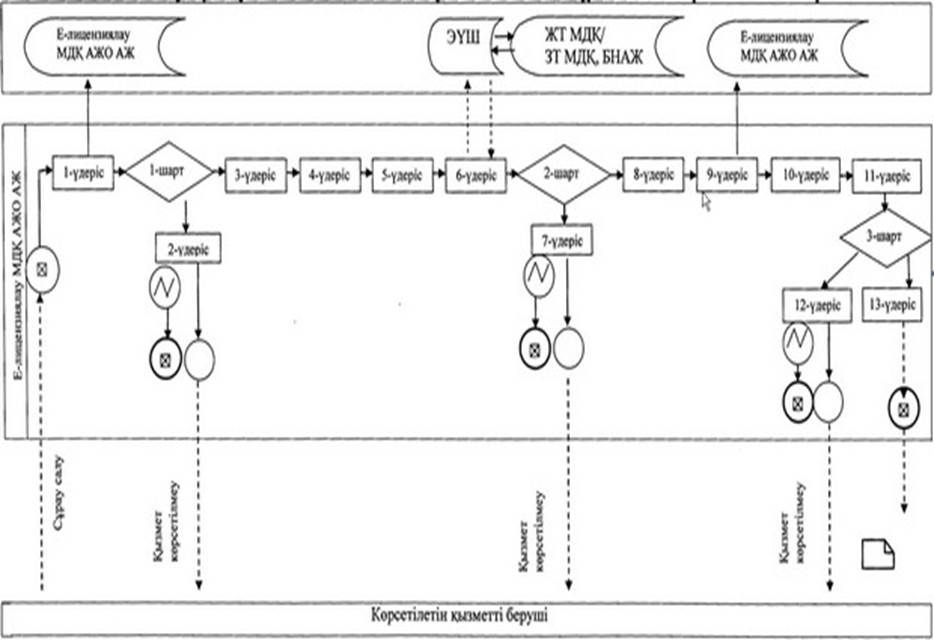 Е-лицензиялау
МДҚ АЖО АЖ
ЭҮШ
ЖТ МДҚ/
ЗТ МДҚ, БНАЖ
Е-лицензиялау
МДҚ АЖО АЖ
Е-лицензиялау МДҚ АЖО АЖ
1-үдеріс
1-шарт
3-үдеріс
4-үдеріс
5-үдеріс
6-үдеріс
2-шарт
8-үдеріс
9-үдеріс
10-үдеріс
11-үдеріс
2-үдеріс
7-үдеріс
3-шарт
12-үдеріс
13-үдеріс
Сұрау салу
Қызмет
көрсетілмеу
Қызмет
көрсетілмеу
Қызмет
көрсетілмеу
Көрсетілетін қызметті беруші